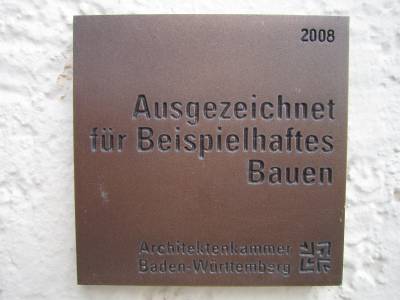 2008
Ausgezeichnet
für Beispielhaftes
Bauen
Architektenkammer
Baden-Württemberg